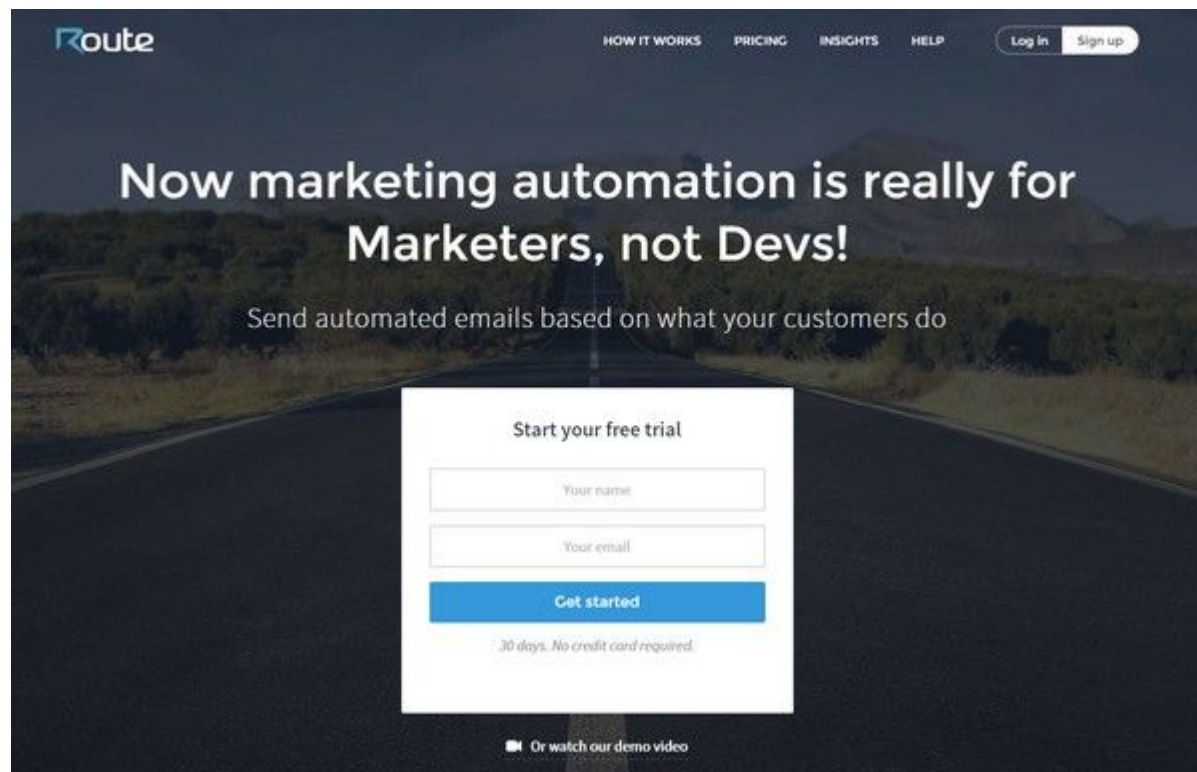 Route
HOW IT WORKS PRICING INSIGHTS HELP Log in Sign up
Now marketing automation is really for
Marketers, not Devs!
Send automated emails based on what your customers do
Start your free trial
Your name
Your email
Get started
30 days. No credit card required.
Or watch our demo video